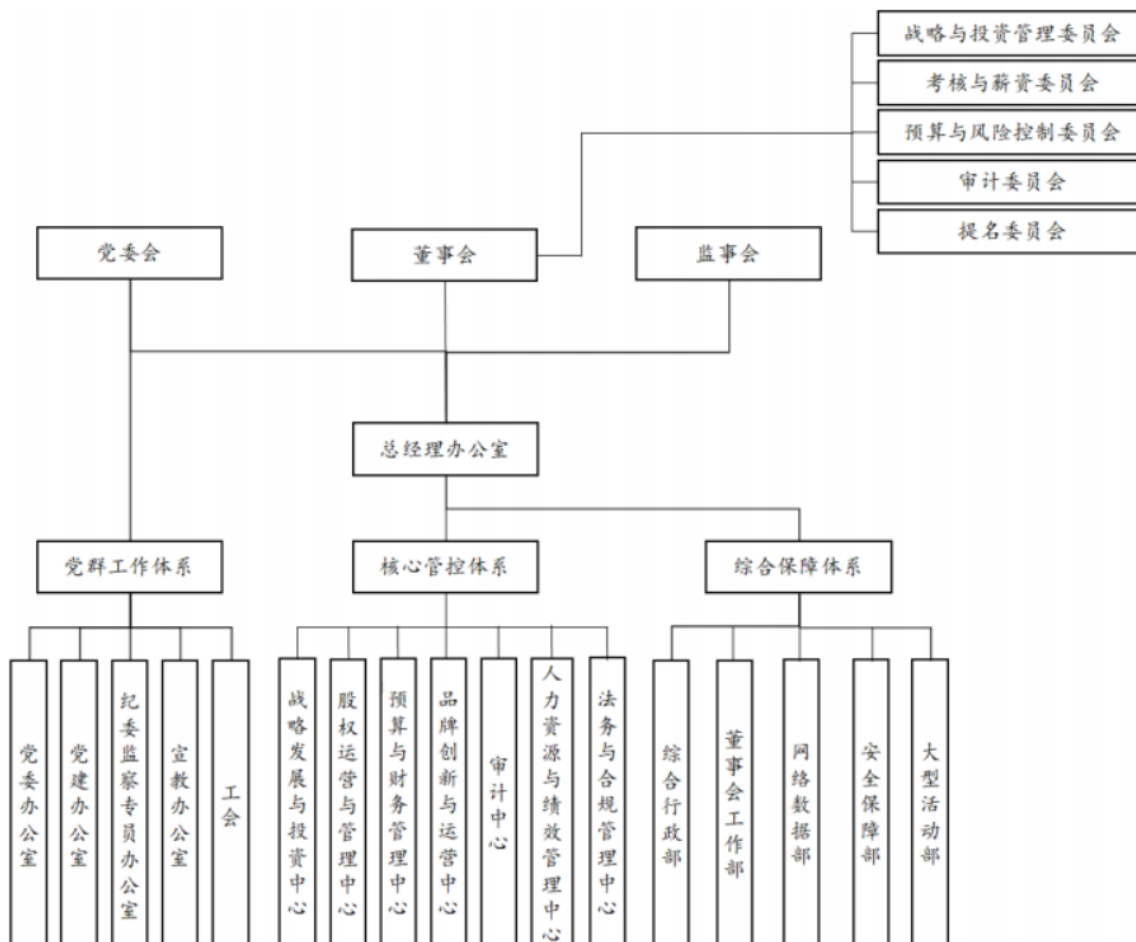 战略与投资管理委员会
考核与薪资委员会
预算与风险控制委员会
审计委员会
提名委员会
党委会
董事会
监事会
总经理办公室
党群工作体系
核心管控体系
综合保障体系
党委办公室
党建办公室
纪委监察专员办公室
宣教办公室
工会
战略发展与投资中心
股权运营与管理中心
预算与财务管理中心
品牌创新与运营中心
审计中心
人力资源与绩效管理中心
法务与合规管理中心
综合行政部
董事会工作部
网络数据部
安全保障部
大型活动部